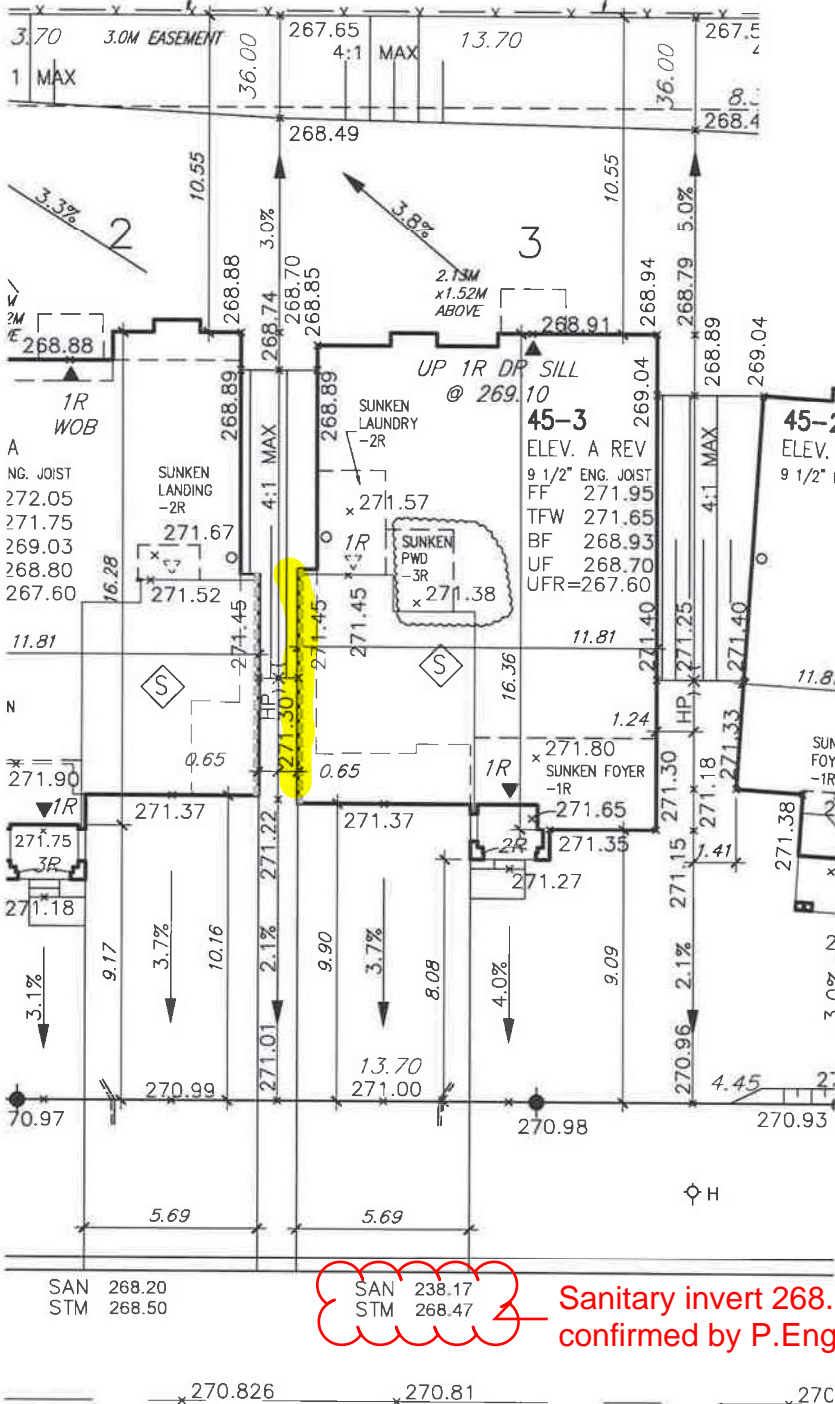 3.70
3.0M EASEMENT
36.00
267.65
13.70
4:1 MAX
36.00
267.5
1 MAX
8.
268.49
268.4
10.55
10.55
3.3%
2
3.0%
3.8%
3
5.0%
268.88
268.74
268.70
268.85
2.13M
x1.52M
ABOVE
268.94
268.79
268.89
269.04
268.91
268.88
1R
WOB
268.89
268.89
UP 1R DR SILL
@ 269.10
269.04
SUNKEN
LAUNDRY
-2R
45-3
ELEV. A REV
9 1/2" ENG. JOIST
FF 271.95
TFW 271.65
BF 268.93
UF 268.70
UFR=267.60
45-2
ELEV.
9 1/2"
A
NG. JOIST
272.05
271.75
269.03
268.80
267.60
SUNKEN
LANDING
-2R
4:1 MAX
4:1 MAX
271.57
271.67
1R
SUNKEN
PWD
-3R
271.38
271.52
16.28
271.45
271.45
271.45
271.40
271.25
271.40
11.81
11.81
11.81
S
S
16.36
HP
HP
271.30
1.24
271.33
N
0.65
0.65
271.80
SUNKEN FOYER
-1R
1R
271.30
271.18
SUN
FOY
-1R
271.90
1R
271.37
271.37
271.65
271.75
3R
271.22
2R
271.35
271.27
271.15
1.41
271.38
271.18
3.1%
9.17
3.7%
10.16
2.1%
9.90
3.7%
8.08
4.0%
9.09
2.1%
3.0%
271.01
13.70
270.96
4.45
70.97
270.99
271.00
270.98
270.93
H
5.69
5.69
SAN 268.20
STM 268.50
SAN 238.17
STM 268.47
Sanitary invert 268.
confirmed by P.Eng
270.826
270.81
270